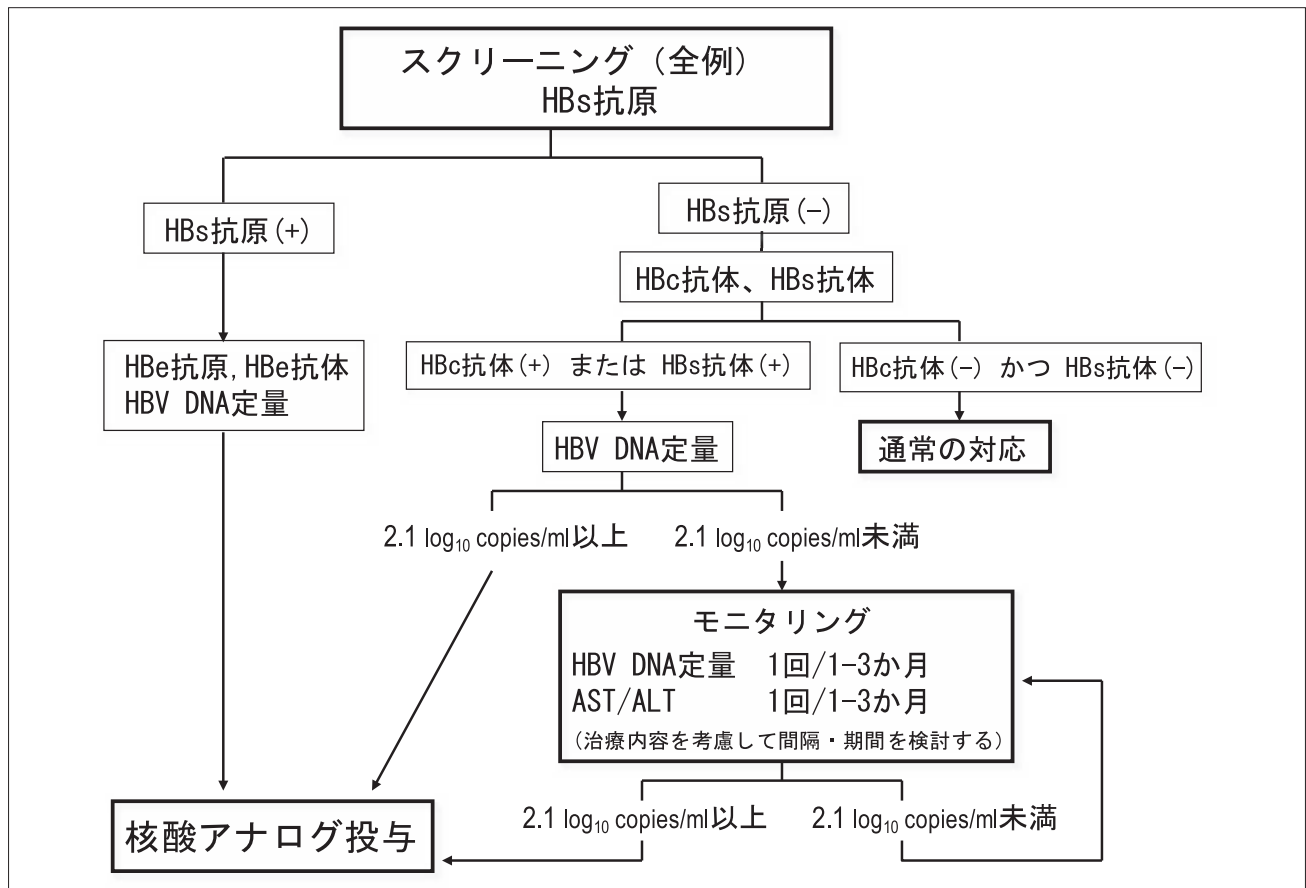 スクリーニング（全例）
HBs抗原
HBs抗原(+)
HBs抗原(-)
HBc抗体、HBs抗体
HBe抗原,HBe抗体
HBV DNA定量
HBc抗体(+) または HBs抗体(+)
HBc抗体(-) かつ HBs抗体(-)
HBV DNA定量
通常の対応
2.1 log₁₀ copies/ml以上
2.1 log₁₀ copies/ml未満
モニタリング
HBV DNA定量 1回/1-3か月
AST/ALT 1回/1-3か月
（治療内容を考慮して間隔・期間を検討する）
2.1 log₁₀ copies/ml以上
2.1 log₁₀ copies/ml未満
核酸アナログ投与